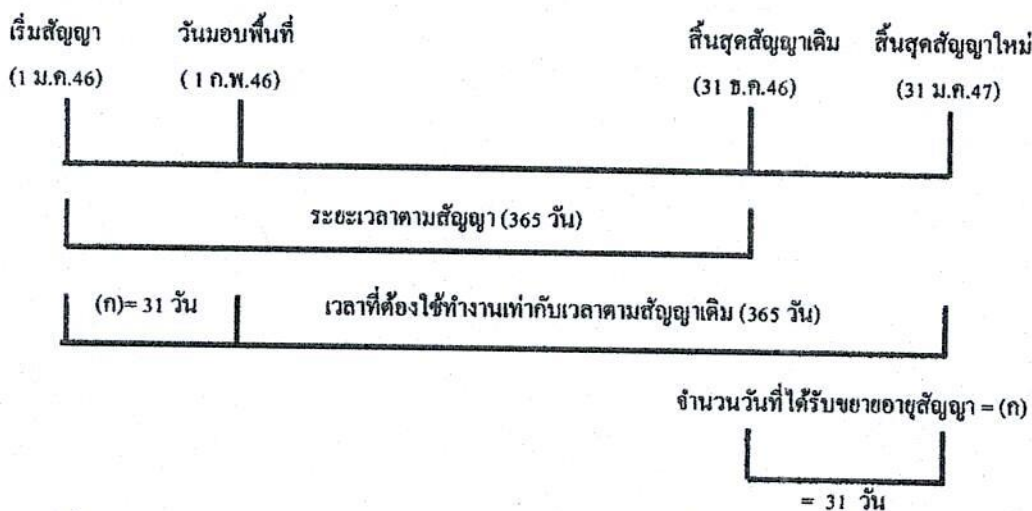 เริ่มสัญญา วันมอบพื้นที่ สิ้นสุดสัญญาเดิม สิ้นสุดสัญญาใหม่
(1 ม.ค.46) ( 1 ก.พ.46) (31 ธ.ค.46) (31 ม.ค.47)
ระยะเวลาตามสัญญา (365 วัน)
(ก)= 31 วัน เวลาที่ต้องใช้ทำงานเท่ากับเวลาตามสัญญาเดิม (365 วัน)
จำนวนวันที่ได้รับขยายอายุสัญญา = (ก)
= 31 วัน